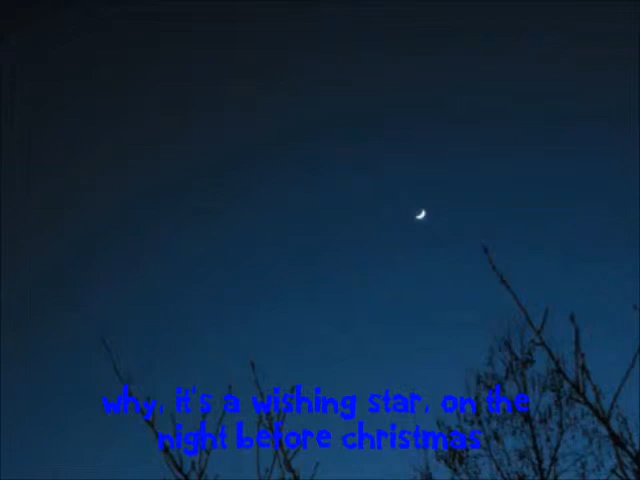 why, it's a wishing star, on the
night before christmas